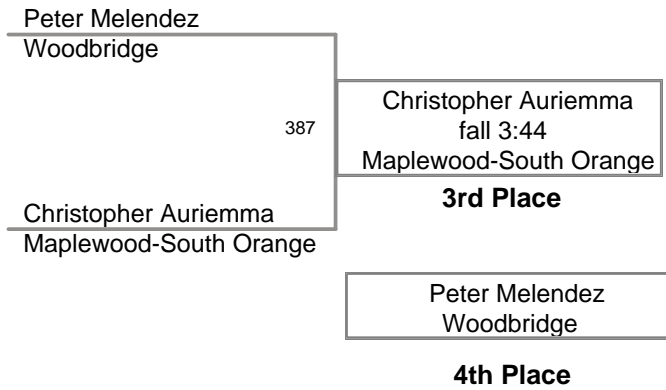 Peter Melendez
Woodbridge
387
Christopher Auriemma
fall 3:44
Maplewood-South Orange
3rd Place
Christopher Auriemma
Maplewood-South Orange
Peter Melendez
Woodbridge
4th Place